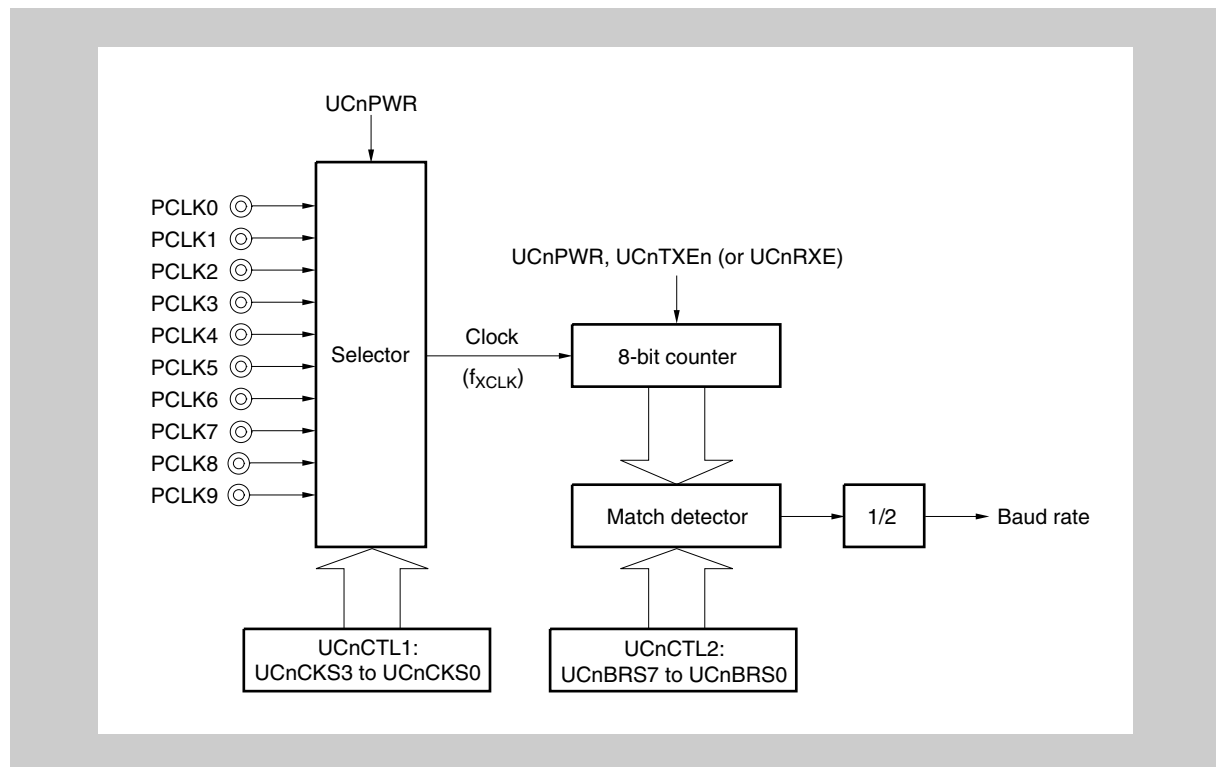 UCnPWR
PCLK0
PCLK1
PCLK2
PCLK3
PCLK4
PCLK5
PCLK6
PCLK7
PCLK8
PCLK9
Selector
Clock
(fXCLK)
UCnPWR, UCnTXEn (or UCnRXE)
8-bit counter
Match detector
1/2
Baud rate
UCnCTL1:
UCnCKS3 to UCnCKS0
UCnCTL2:
UCnBRS7 to UCnBRS0